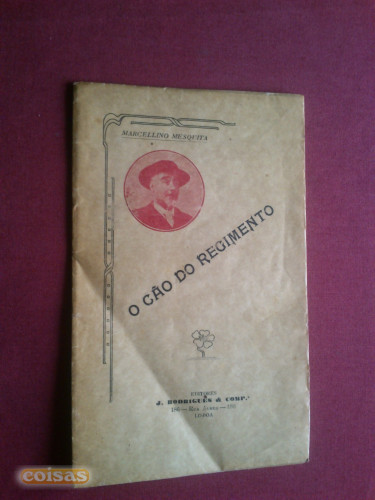 MARCELLINO MESQUITA
O CÃO DO REGIMENTO
EDITORES
J. RODRIGUES & COMP.ª
LISBOA
coisas